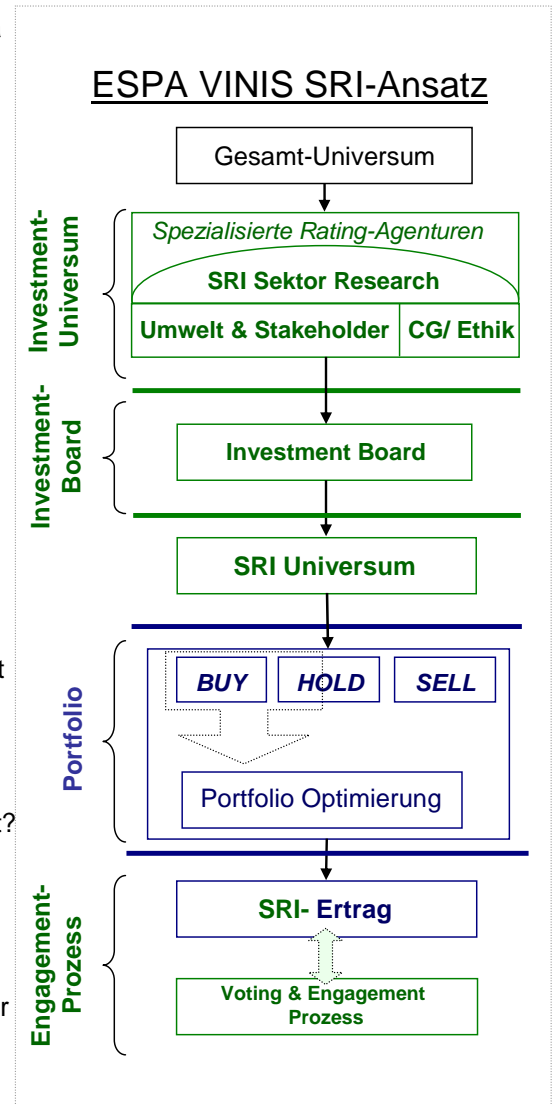 ESPA VINIS SRI-Ansatz
Gesamt-Universum
Investment-
Universum
Spezialisierte Rating-Agenturen
SRI Sektor Research
Umwelt & Stakeholder
CG/ Ethik
Investment-
Board
Investment Board
SRI Universum
t
Portfolio
BUY
HOLD
SELL
Portfolio Optimierung
t?
Engagement-
Prozess
SRI- Ertrag
Voting & Engagement
Prozess
r